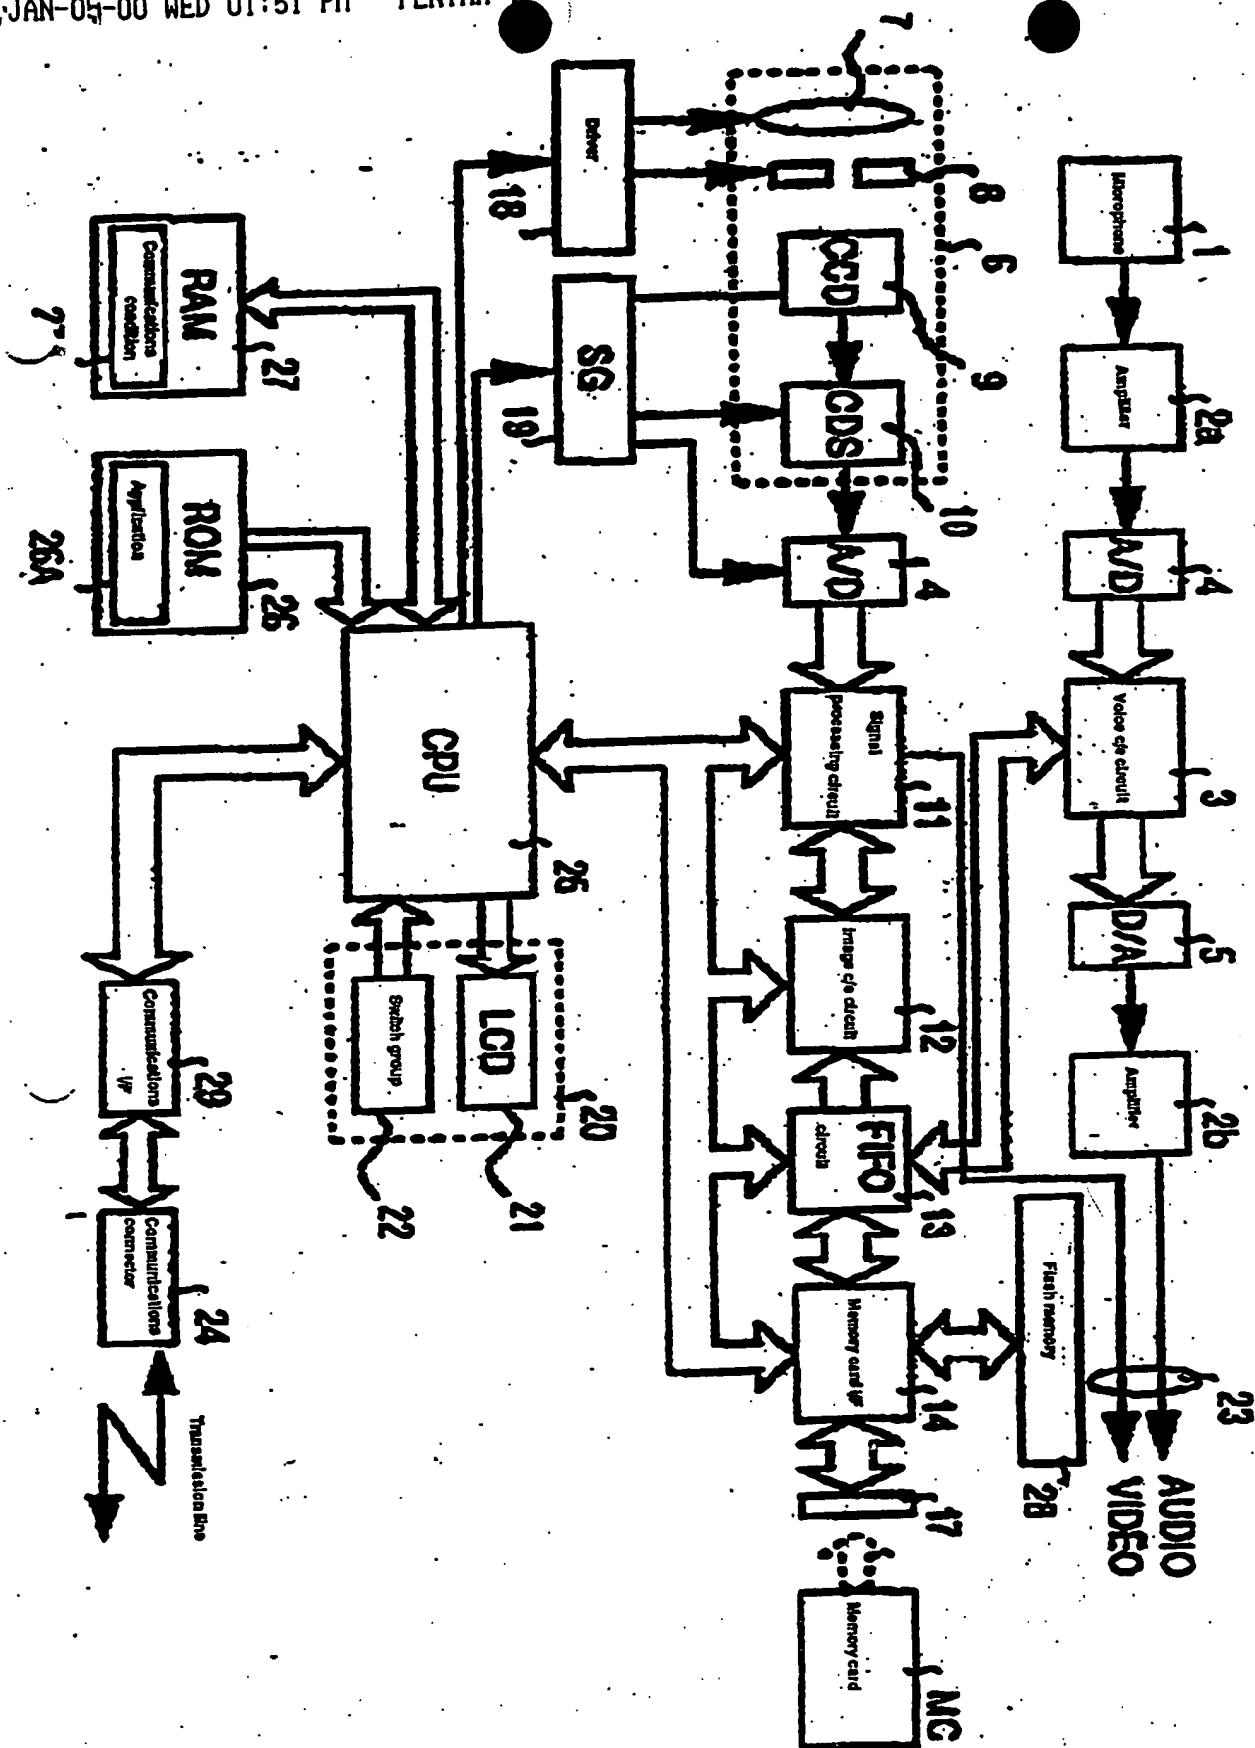 JAN-05-00 WED 01:51 PM
7
8
6
9
10
1
Microphone
2a
Amplifier
4
A/D
3
Voice c/e circuit
5
D/A
2b
Amplifier
23
AUDIO
VIDEO
CCD
CDS
4
A/D
11
Signal
processing circuit
12
Image c/e circuit
13
FIFO
circuit
14
Memory card I/F
28
Flash memory
17
MC
Memory card
Driver
18
SG
19
CPU
25
20
LCD
21
Switch group
22
RAM
27
Communications
condition
ROM
26
Application
26A
29
Communications
I/F
24
Communications
connector
Transmission line